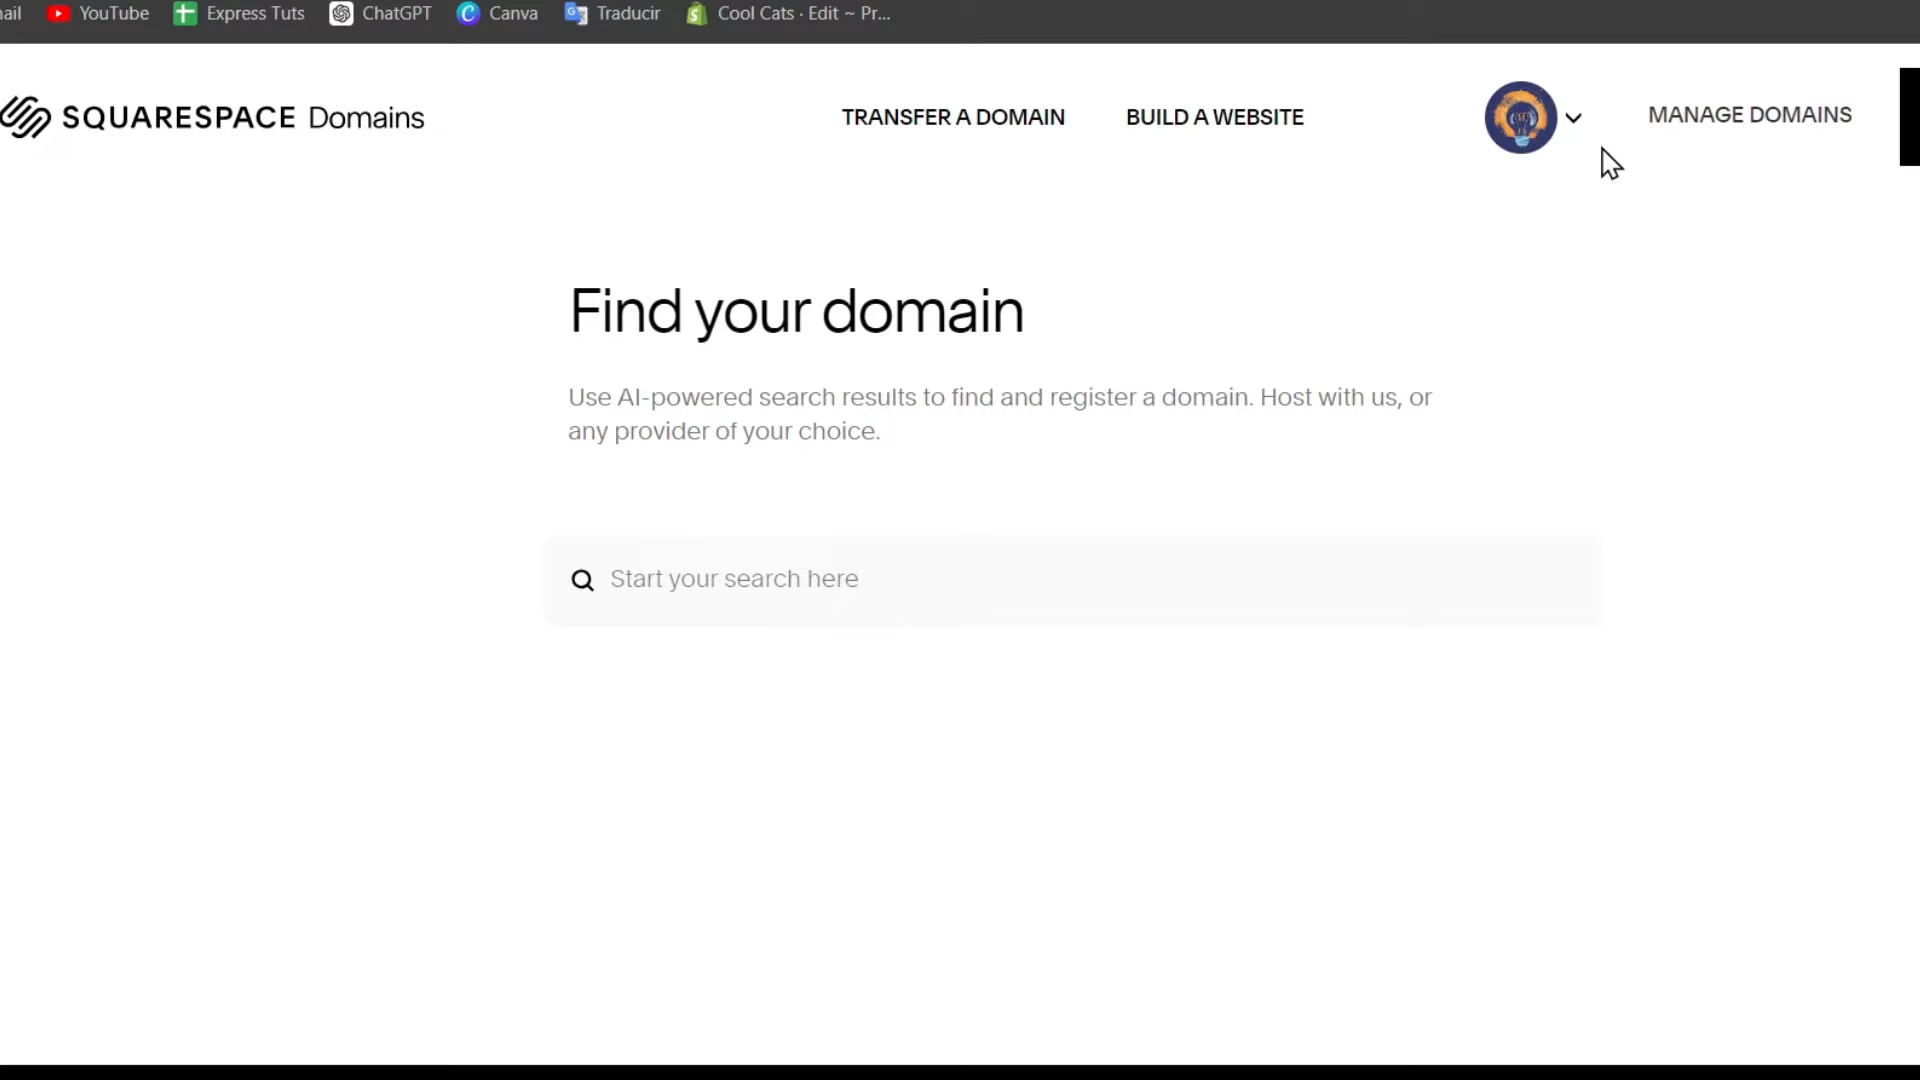 YouTube Express Tuts ChatGPT Canva Traducir Cool Cats · Edit ~ Pr...
SQUARESPACE Domains TRANSFER A DOMAIN BUILD A WEBSITE MANAGE DOMAINS
Find your domain
Use AI-powered search results to find and register a domain. Host with us, or
any provider of your choice.
Start your search here